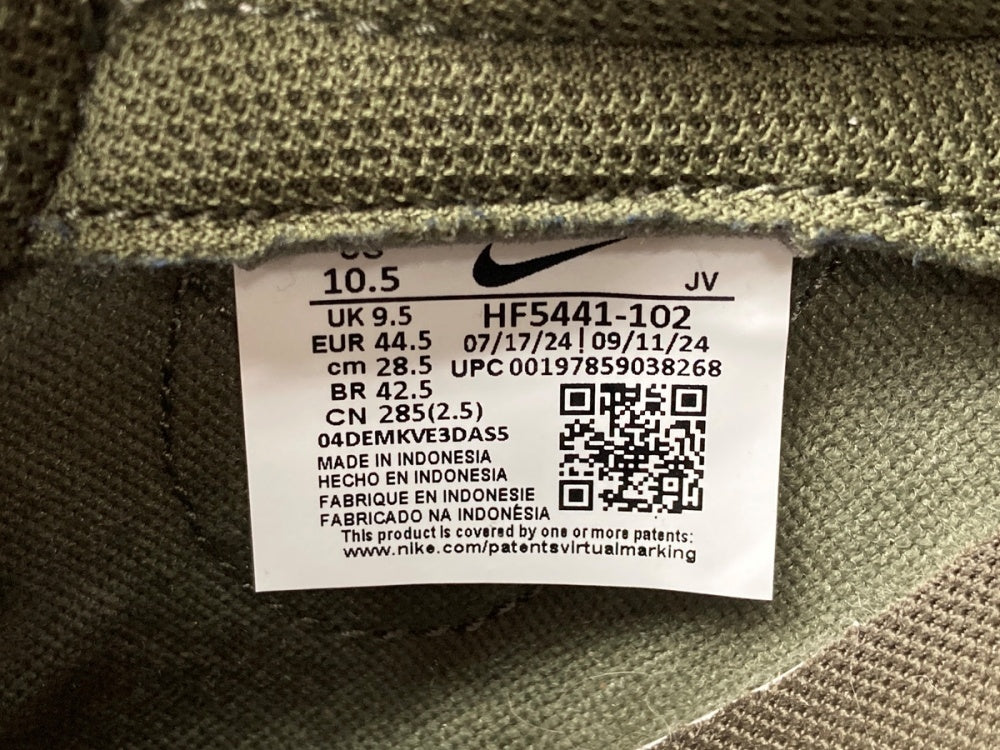 US
10.5
JV
UK 9.5
HF5441-102
EUR 44.5
07/17/24 | 09/11/24
cm 28.5
UPC 00197859038268
BR 42.5
CN 285(2.5)
04DEMKVE3DAS5
MADE IN INDONESIA
HECHO EN INDONESIA
FABRIQUE EN INDONESIE
FABRICADO NA INDONÉSIA
This product is covered by one or more patents:
www.nike.com/patentsvirtualmarking